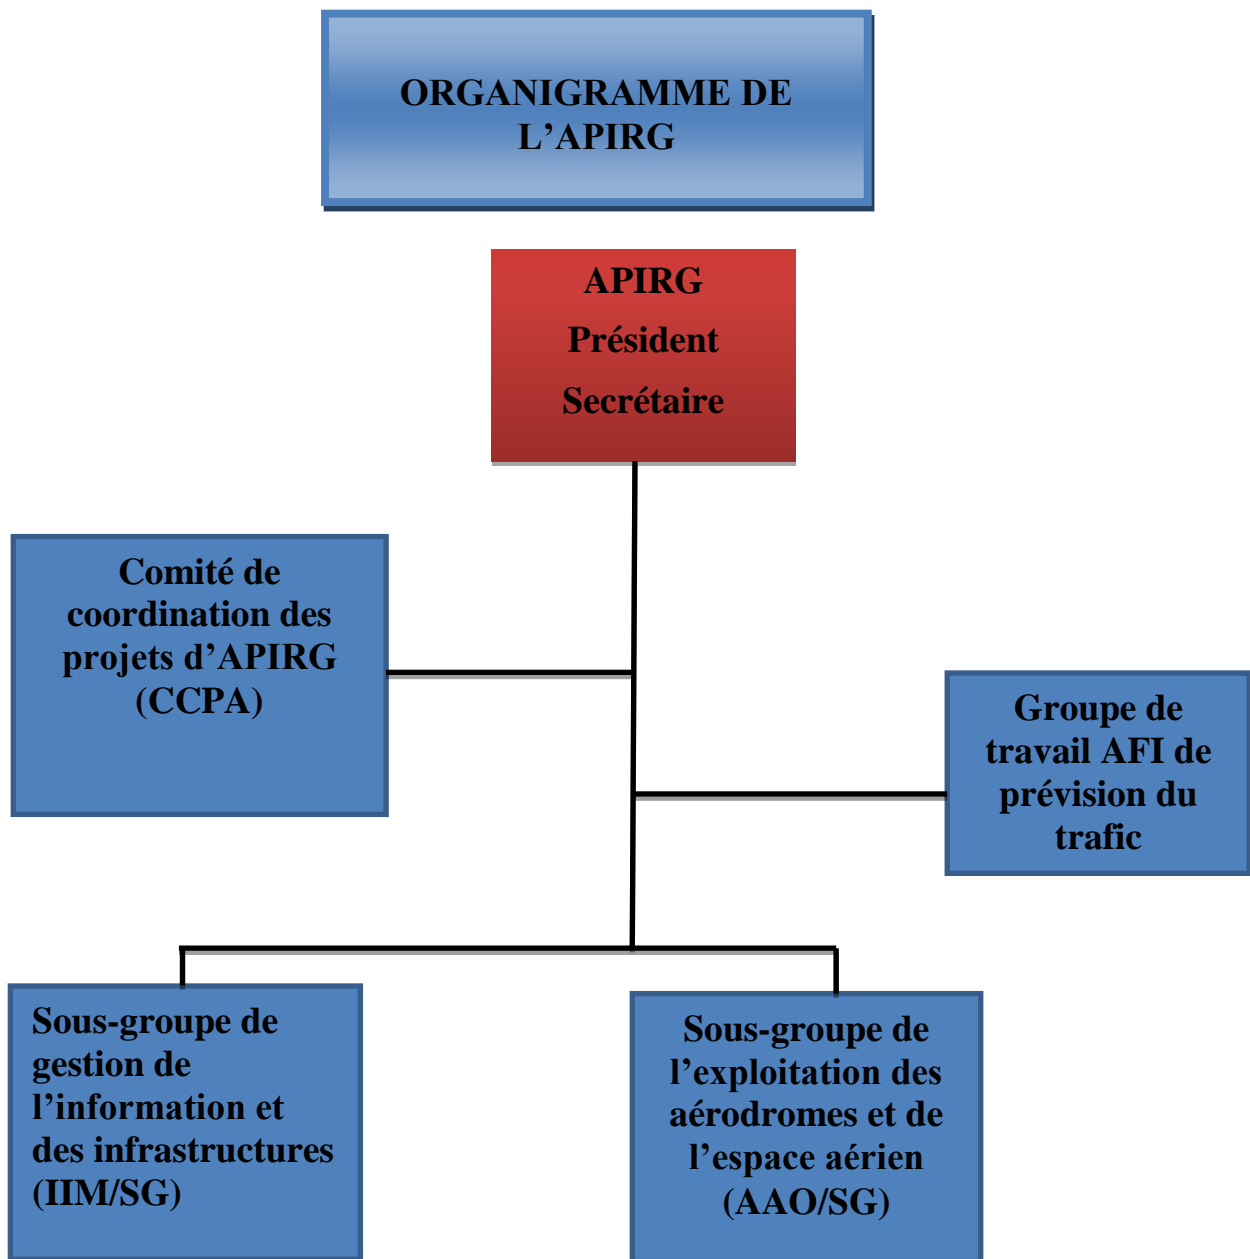 ORGANIGRAMME DE
L’APIRG
APIRG
Président
Secrétaire
Comité de
coordination des
projets d’APIRG
(CCPA)
Groupe de
travail AFI de
prévision du
trafic
Sous-groupe de
gestion de
l’information et
des infrastructures
(IIM/SG)
Sous-groupe de
l’exploitation des
aérodromes et de
l’espace aérien
(AAO/SG)